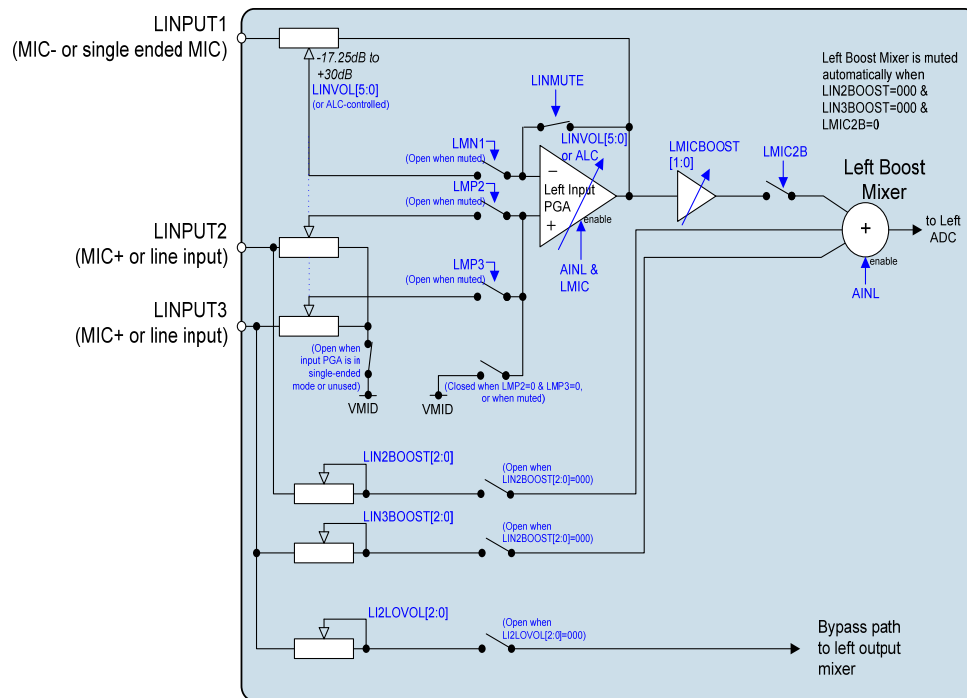 LINPUT1
(MIC- or single ended MIC)
-17.25dB to
+30dB
LINVOL[5:0]
(or ALC-controlled)
Left Boost Mixer is muted
automatically when
LIN2BOOST=000 &
LIN3BOOST=000 &
LMIC2B=0
LINMUTE
LINVOL[5:0]
or ALC
LMN1
(Open when muted)
LMP2
(Open when muted)
−
Left Input
PGA
+
enable
LMICBOOST
[1:0]
LMIC2B
Left Boost
Mixer
+
enable
to Left
ADC
AINL
LINPUT2
(MIC+ or line input)
LMP3
(Open when muted)
AINL &
LMIC
LINPUT3
(MIC+ or line input)
(Open when
input PGA is in
single-ended
mode or unused)
VMID
VMID
(Closed when LMP2=0 & LMP3=0,
or when muted)
LIN2BOOST[2:0]
(Open when
LIN2BOOST[2:0]=000)
LIN3BOOST[2:0]
(Open when
LIN2BOOST[2:0]=000)
LI2LOVOL[2:0]
(Open when
LI2LOVOL[2:0]=000)
Bypass path
to left output
mixer